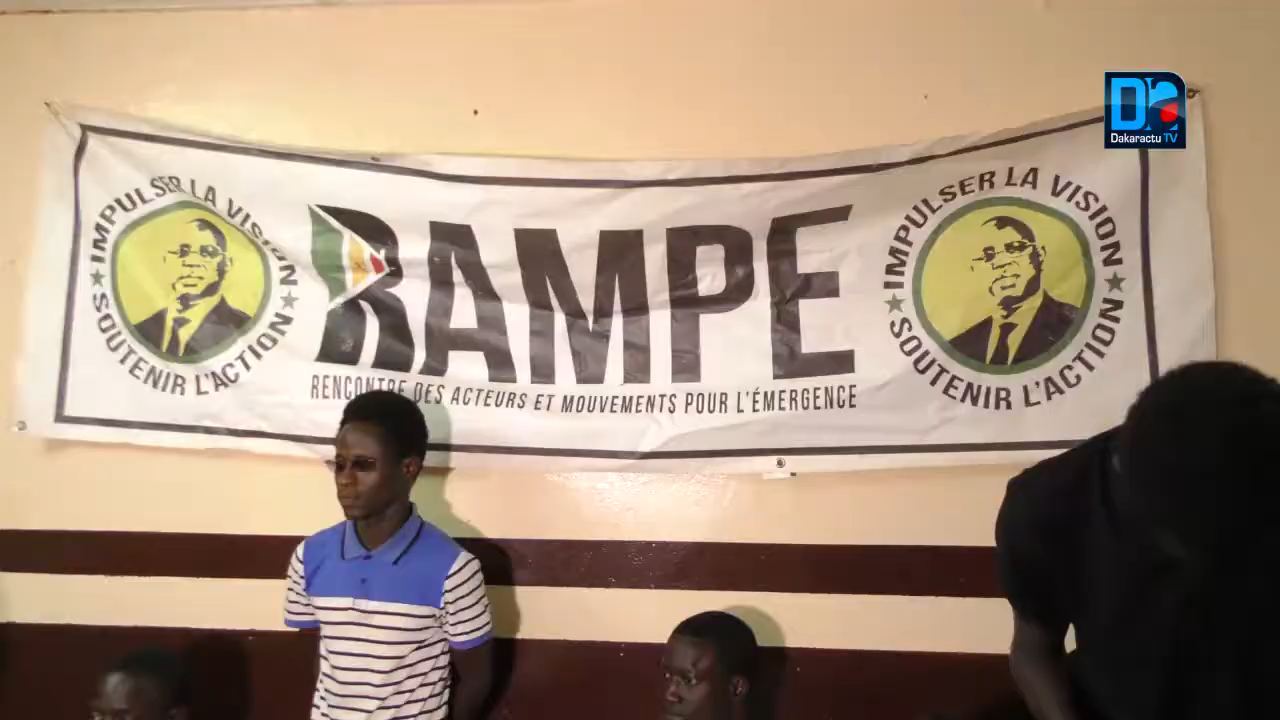 Dakaractu TV
IMPULSER LA VISION
SOUTENIR L'ACTION
RAMPE
RENCONTRE DES ACTEURS ET MOUVEMENTS POUR L'ÉMERGENCE
IMPULSER LA VISION
SOUTENIR L'ACTION